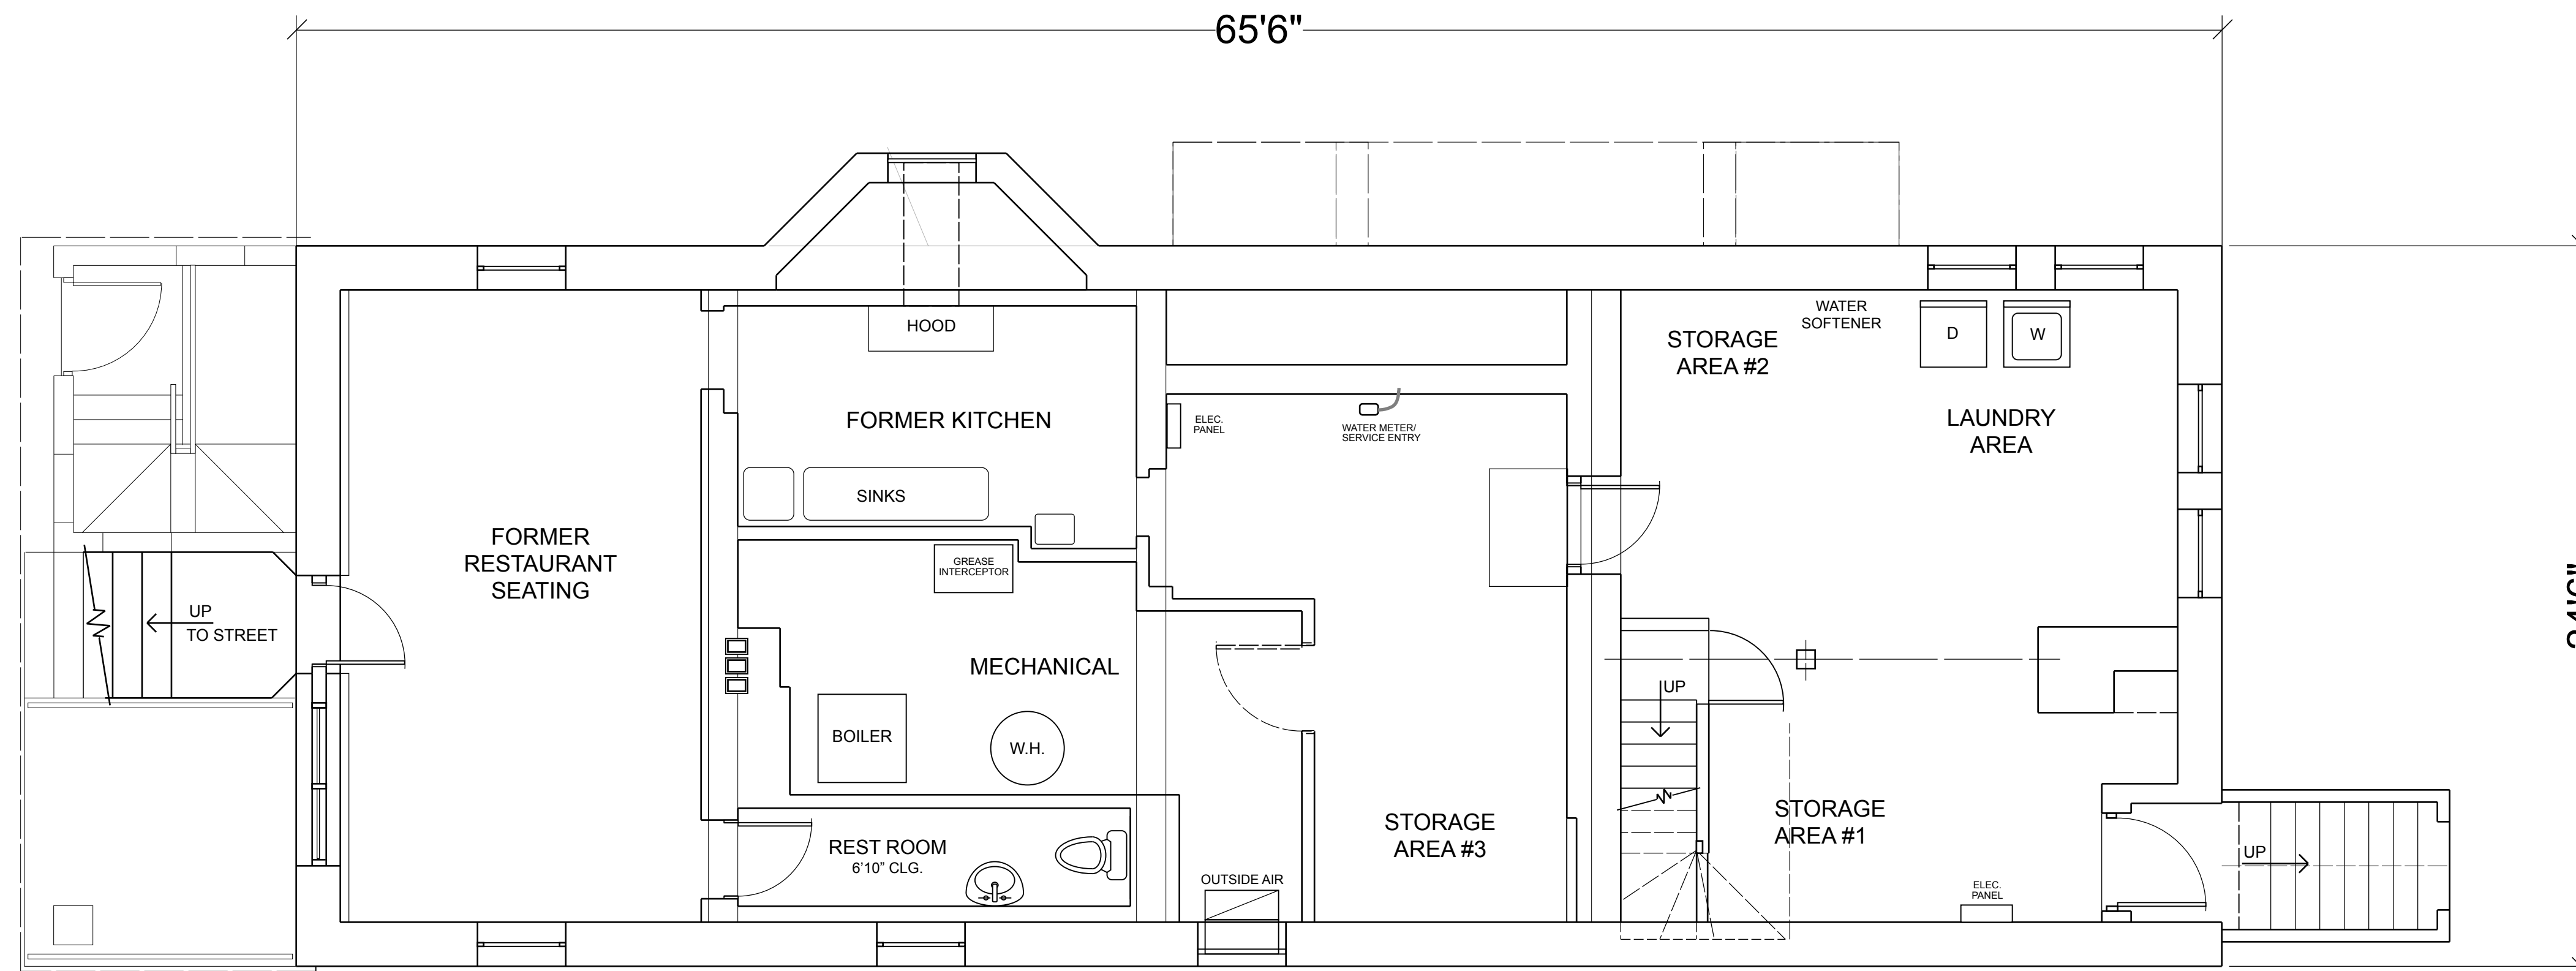 65'6"
HOOD
FORMER KITCHEN
SINKS
ELEC.
PANEL
WATER METER/
SERVICE ENTRY
STORAGE
AREA #2
WATER
SOFTENER
D
W
LAUNDRY
AREA
FORMER
RESTAURANT
SEATING
GREASE
INTERCEPTOR
UP
TO STREET
MECHANICAL
BOILER
W.H.
UP
STORAGE
AREA #3
STORAGE
AREA #1
REST ROOM
6'10" CLG.
OUTSIDE AIR
ELEC.
PANEL
UP